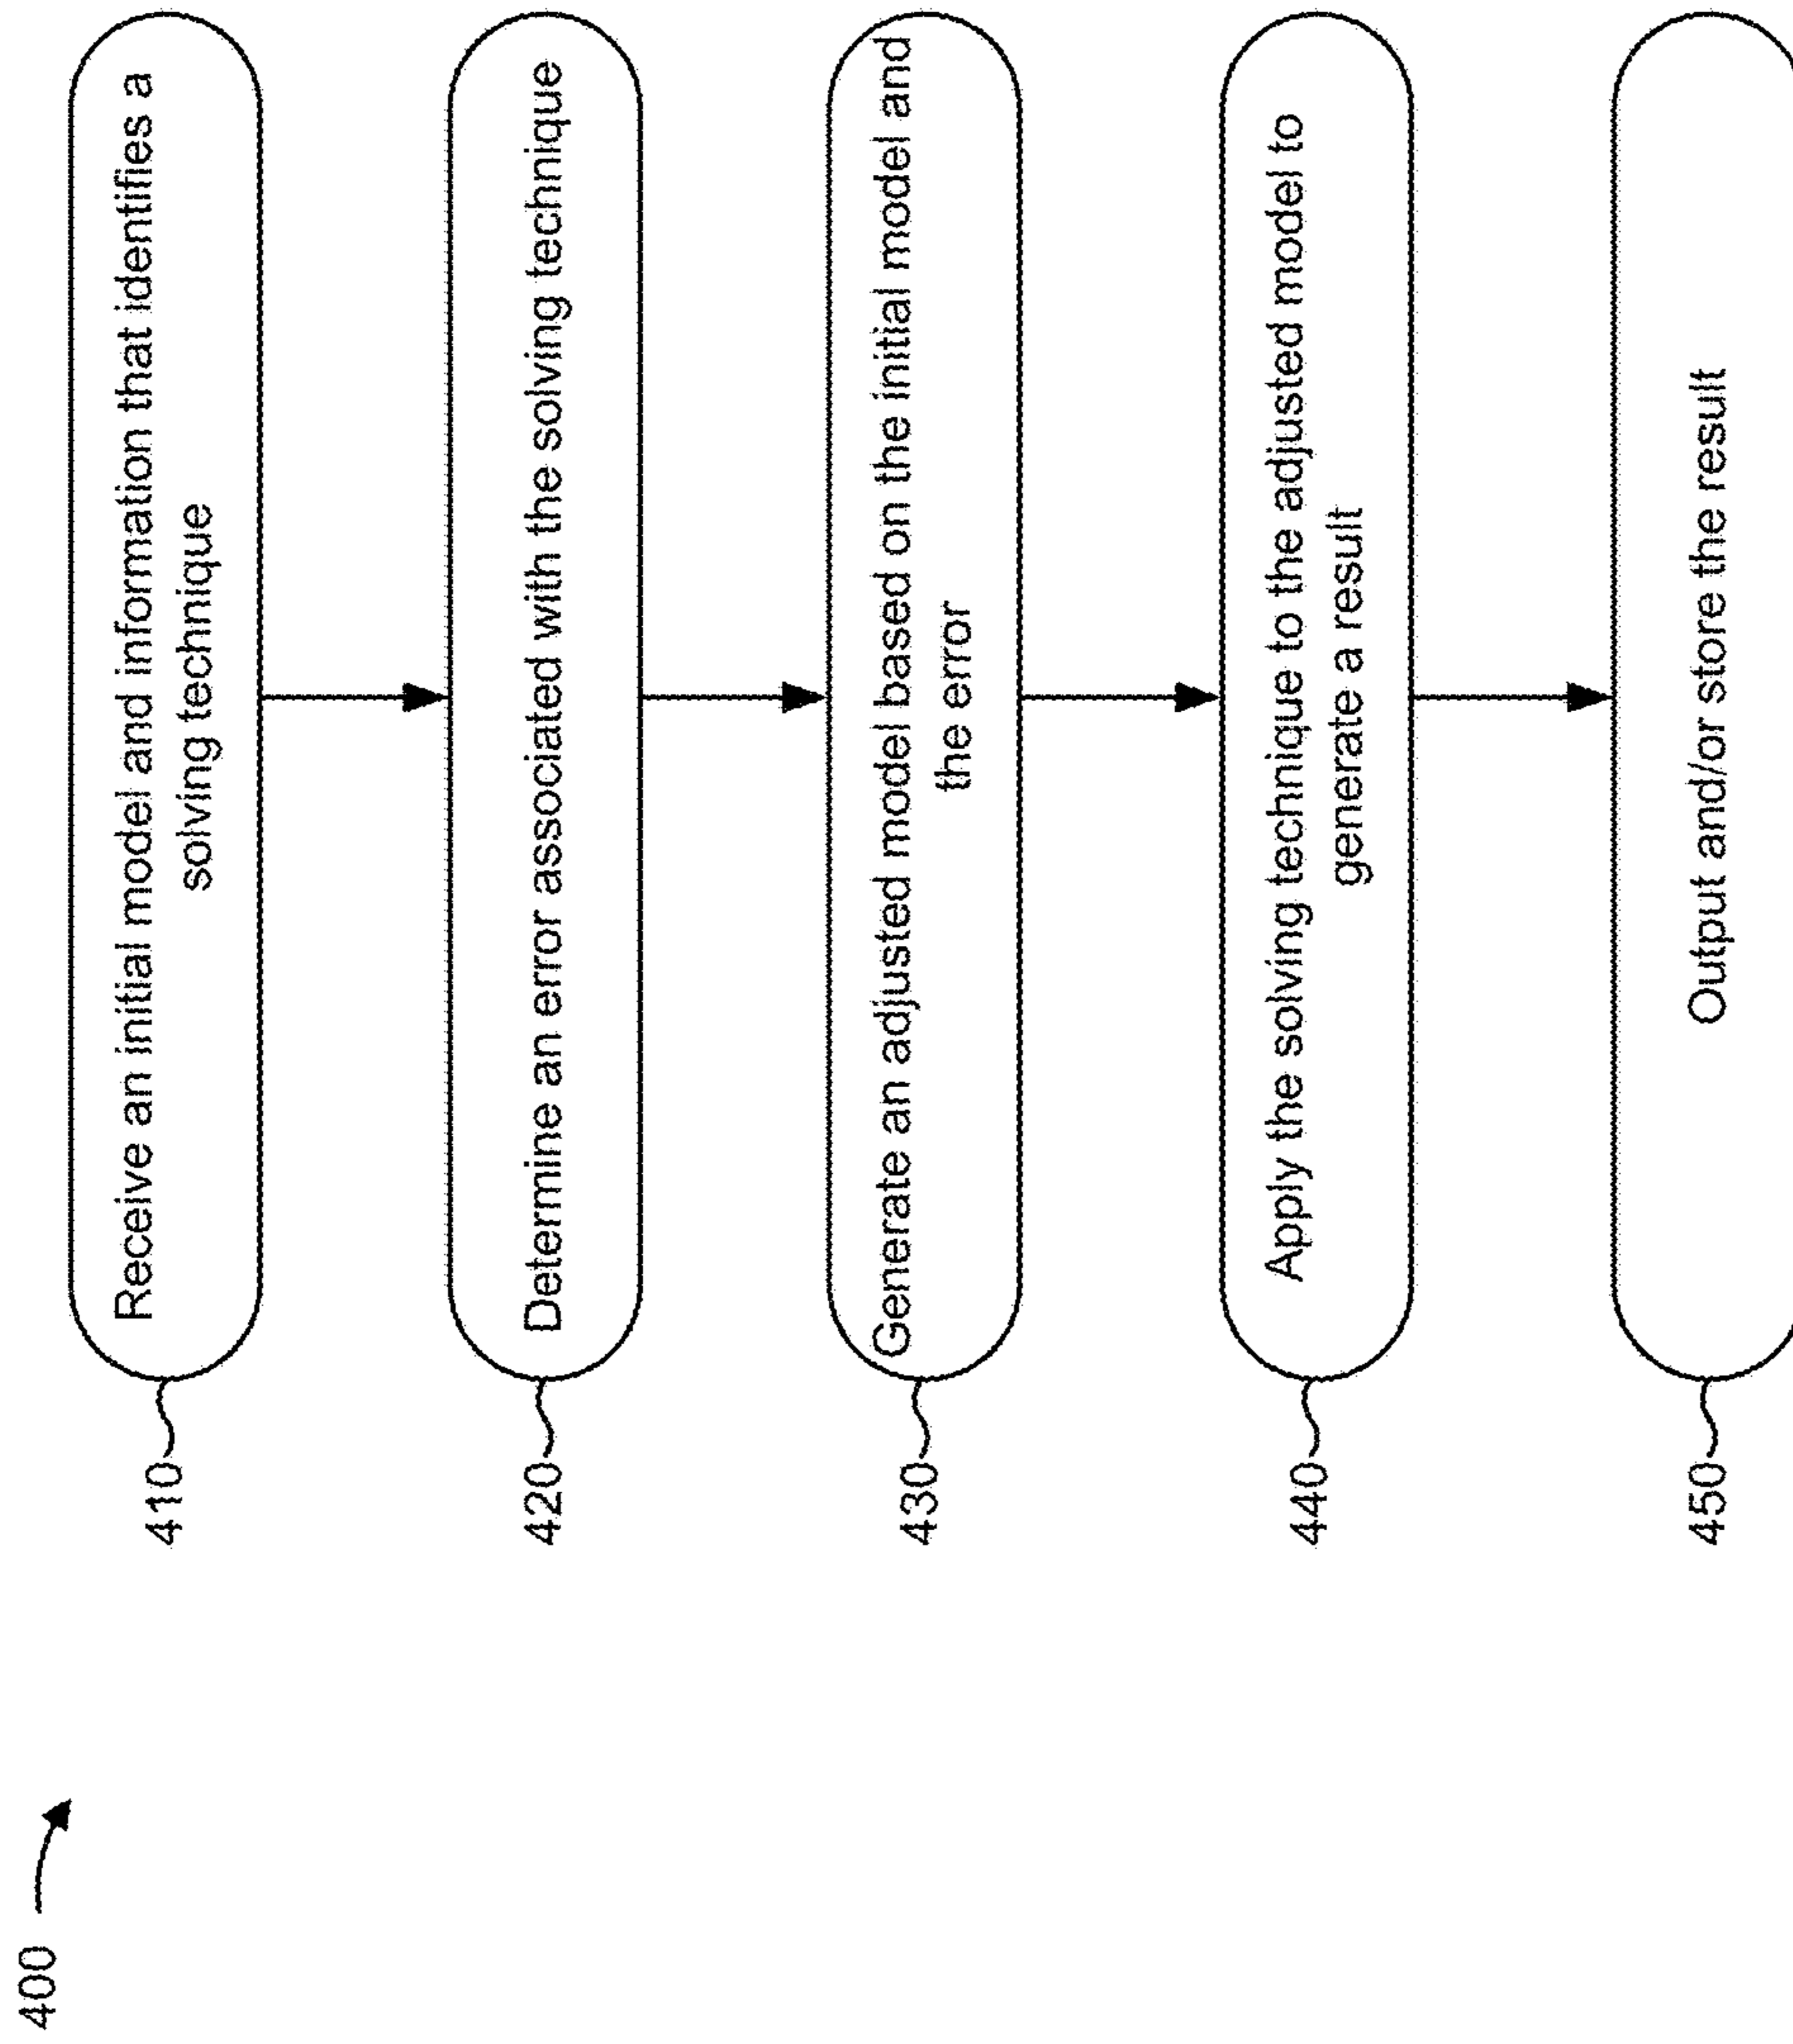 400
410
Receive an initial model and information that identifies a
solving technique
420
Determine an error associated with the solving technique
430
Generate an adjusted model based on the initial model and
the error
440
Apply the solving technique to the adjusted model to
generate a result
450
Output and/or store the result